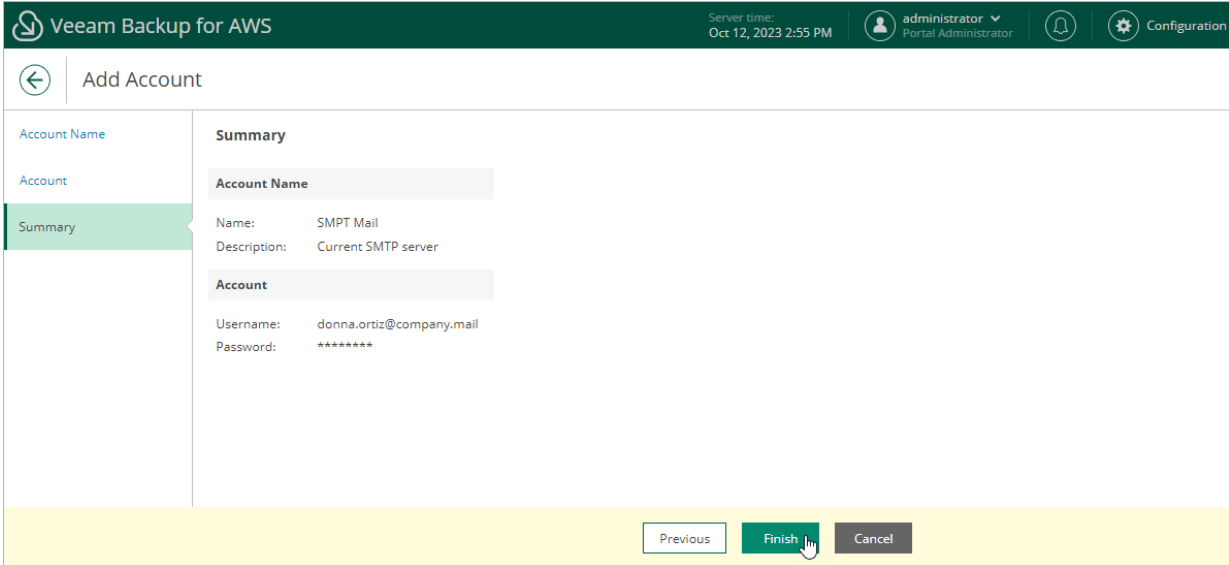 Veeam Backup for AWS
Server time:
Oct 12, 2023 2:55 PM
administrator
Portal Administrator
Configuration
Add Account
Account Name
Account
Summary
Summary
Account Name
Name: SMPT Mail
Description: Current SMTP server
Account
Username: donna.ortiz@company.mail
Password: ********
Previous
Finish
Cancel